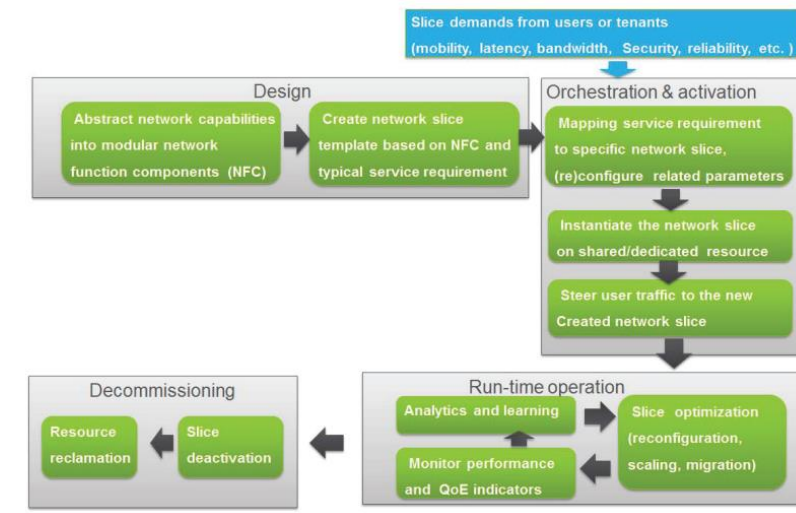 Slice demands from users or tenants
(mobility, latency, bandwidth, Security, reliability, etc. )
Design
Abstract network capabilities
into modular network
function components (NFC)
Create network slice
template based on NFC and
typical service requirement
Orchestration & activation
Mapping service requirement
to specific network slice,
(re)configure related parameters
Instantiate the network slice
on shared/dedicated resource
Steer user traffic to the new
Created network slice
Run-time operation
Analytics and learning
Slice optimization
(reconfiguration,
scaling, migration)
Monitor performance
and QoE indicators
Decommissioning
Slice
deactivation
Resource
reclamation